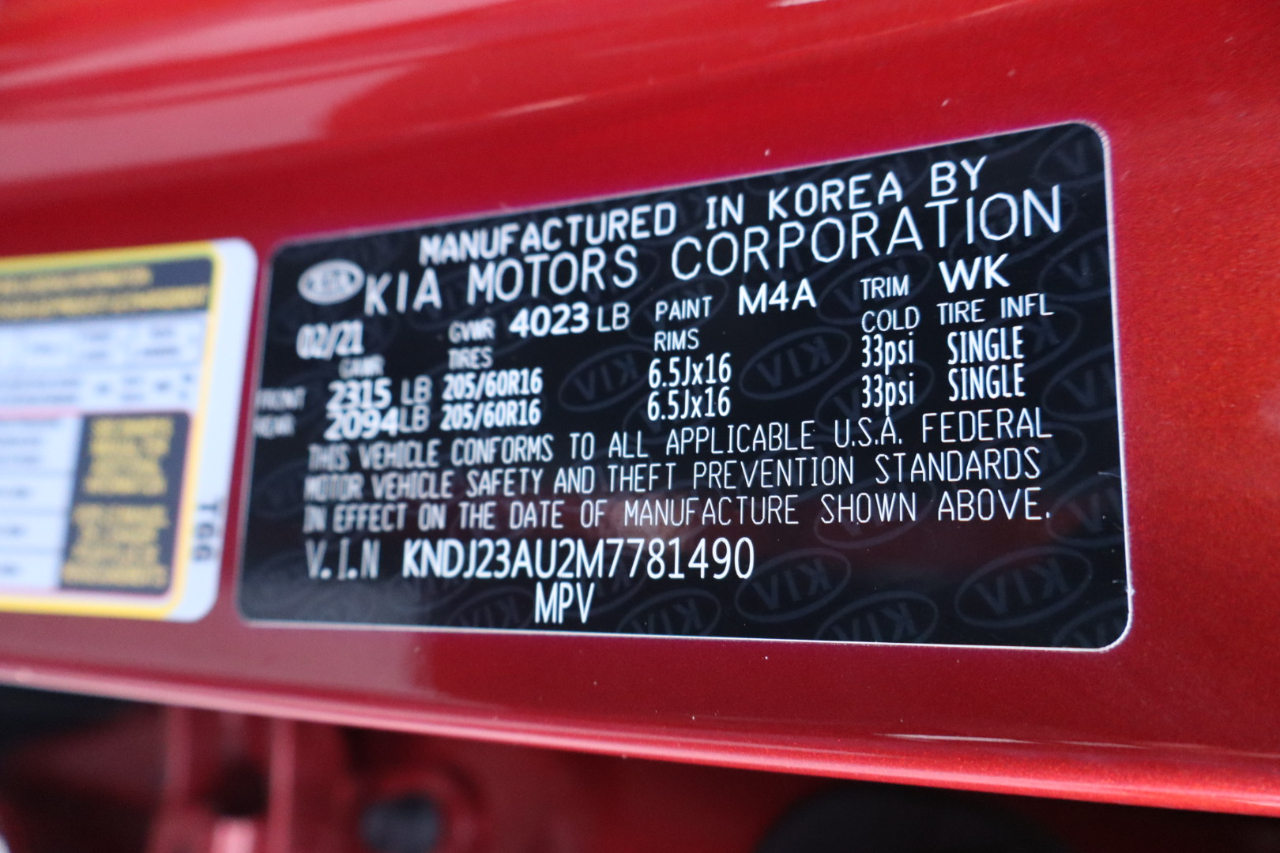 MANUFACTURED IN KOREA BY
KIA KIA MOTORS CORPORATION
02/21 GVWR 4023 LB PAINT M4A TRIM WK
GAWR TIRES RIMS COLD TIRE INFL
FRONT 2315 LB 205/60R16 6.5Jx16 33psi SINGLE
REAR 2094LB 205/60R16 6.5Jx16 33psi SINGLE
THIS VEHICLE CONFORMS TO ALL APPLICABLE U.S.A. FEDERAL
MOTOR VEHICLE SAFETY AND THEFT PREVENTION STANDARDS
IN EFFECT ON THE DATE OF MANUFACTURE SHOWN ABOVE.
V.I.N KNDJ23AU2M7781490
MPV